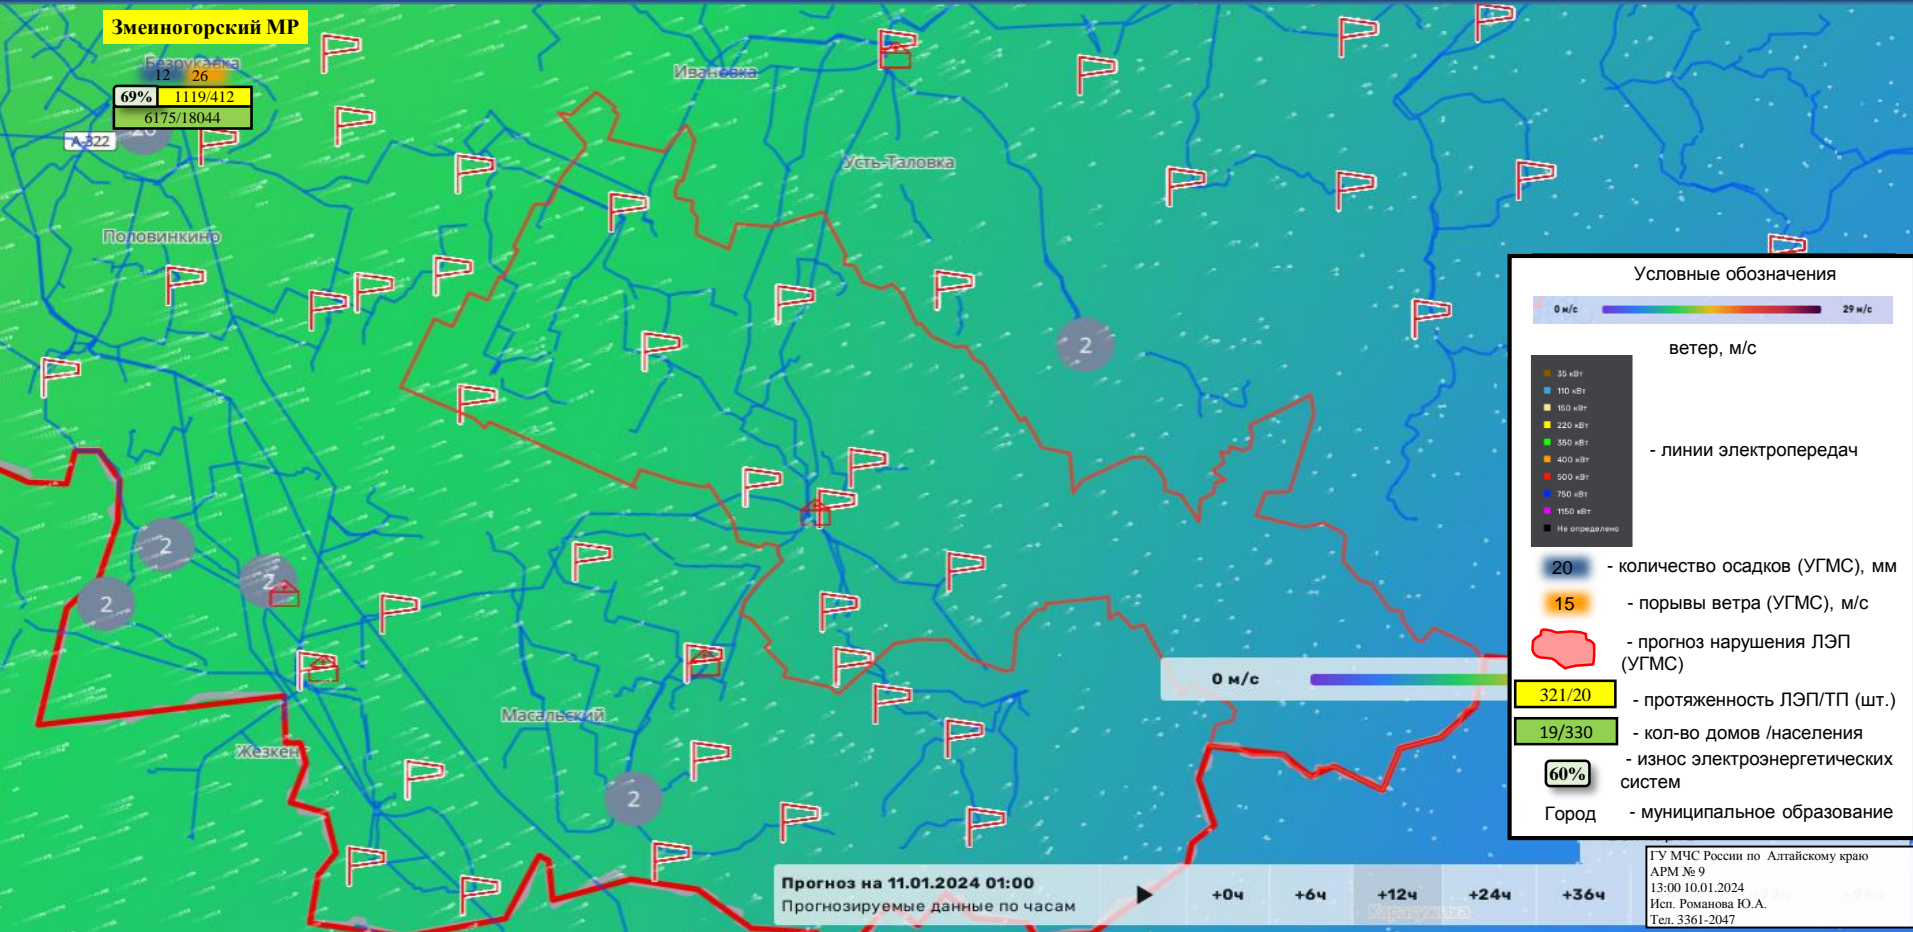 Змеиногорский МР
Безрукавка
12 26
69% 1119/412
6175/18044
А-322
Ивановка
Усть-Таловка
Половинкино
2
2
2
2
2
Масальский
Жезкент
0 м/с
Условные обозначения
0 м/с 29 м/с
ветер, м/с
35 кВт
110 кВт
150 кВт
220 кВт
350 кВт
400 кВт
500 кВт
750 кВт
1150 кВт
Не определено
- линии электропередач
20 - количество осадков (УГМС), мм
15 - порывы ветра (УГМС), м/с
- прогноз нарушения ЛЭП
(УГМС)
321/20 - протяженность ЛЭП/ТП (шт.)
19/330 - кол-во домов /населения
60% - износ электроэнергетических
систем
Город - муниципальное образование
Прогноз на 11.01.2024 01:00
Прогнозируемые данные по часам
+0ч +6ч +12ч +24ч +36ч
Каратужиха
ГУ МЧС России по Алтайскому краю
АРМ № 9
13:00 10.01.2024
Исп. Романова Ю.А.
Тел. 3361-2047